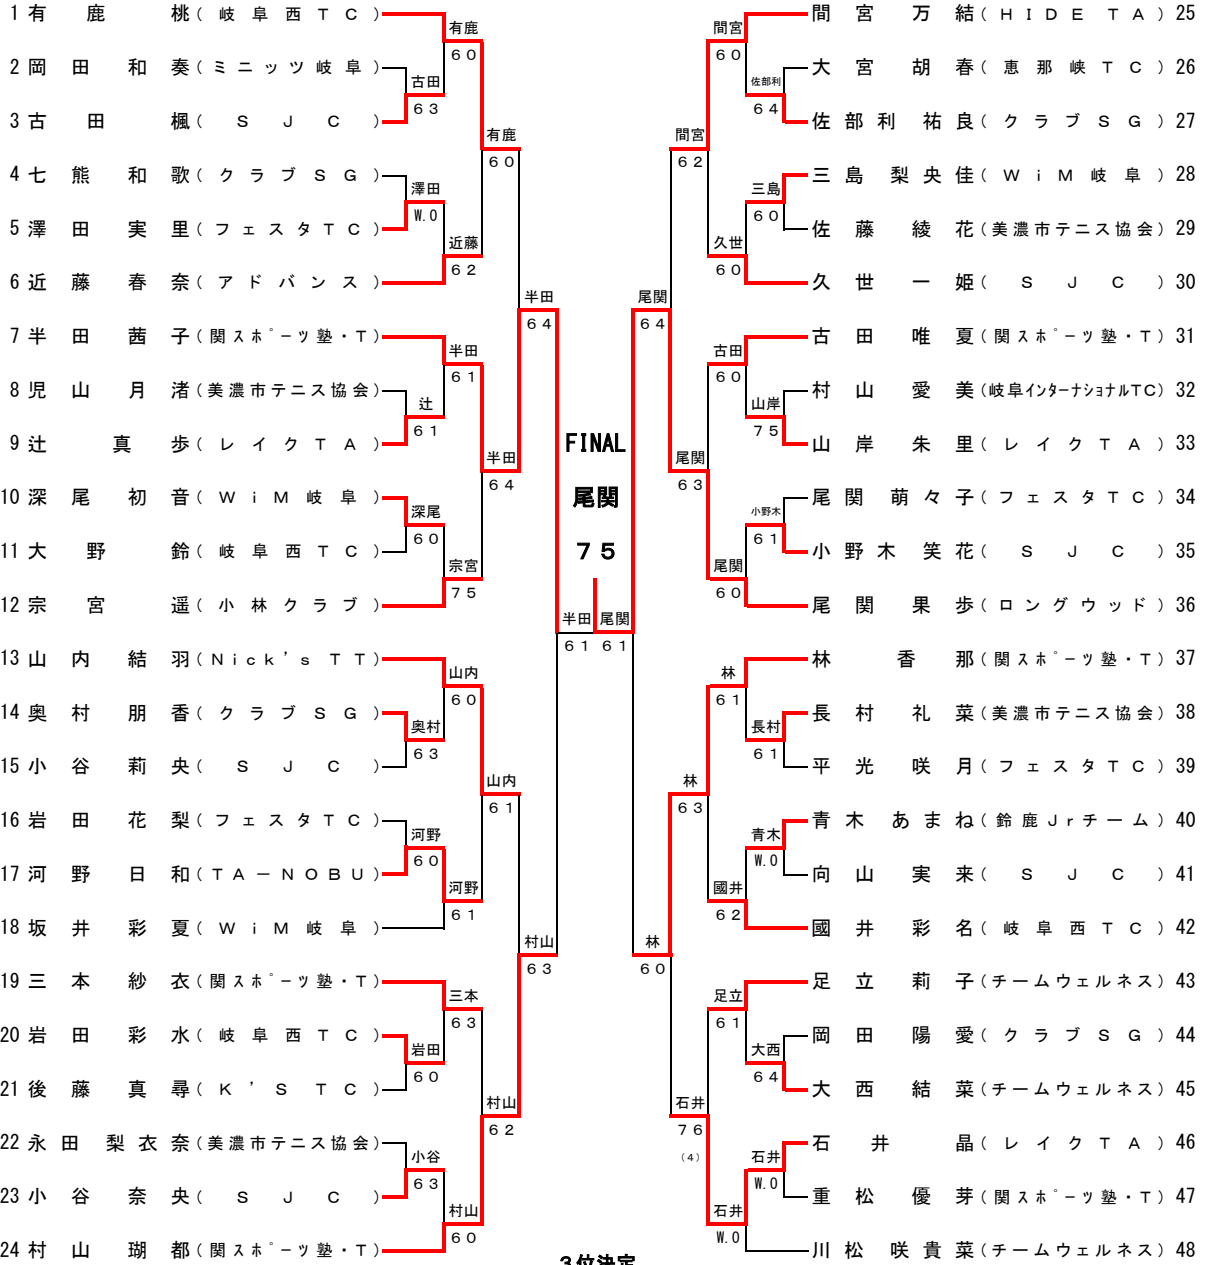 1 有鹿 桃 (岐阜西TC)
2 岡田 和奏 (ミニッツ岐阜)
3 古田 楓 (SJC)
4 七熊 和歌 (クラブSG)
5 澤田 実里 (フェスタTC)
6 近藤 春奈 (アドバンス)
7 半田 茜子 (関スポーツ塾・T)
8 児山 月渚 (美濃市テニス協会)
9 辻 真歩 (レイクTA)
10 深尾 初音 (WiM岐阜)
11 大野 鈴 (岐阜西TC)
12 宗宮 遥 (小林クラブ)
13 山内 結羽 (Nick's TT)
14 奥村 朋香 (クラブSG)
15 小谷 莉央 (SJC)
16 岩田 花梨 (フェスタTC)
17 河野 日和 (TA-NOBU)
18 坂井 彩夏 (WiM岐阜)
19 三本 紗衣 (関スポーツ塾・T)
20 岩田 彩水 (岐阜西TC)
21 後藤 真尋 (K'S TC)
22 永田 梨衣奈 (美濃市テニス協会)
23 小谷 奈央 (SJC)
24 村山 瑚都 (関スポーツ塾・T)
古田 63
澤田 W.0
辻 61
深尾 60
奥村 63
河野 60
岩田 60
小谷 63
有鹿 60
近藤 62
半田 61
宗宮 75
山内 60
河野 61
三本 63
村山 60
有鹿 60
半田 64
山内 61
村山 62
半田 64
村山 63
半田 61
FINAL
尾関
75
尾関 61
尾関 64
林 60
間宮 62
尾関 63
林 63
石井 76 (4)
間宮 60
久世 60
古田 60
尾関 60
林 61
國井 62
足立 61
石井 W.0
佐部利 64
三島 60
山岸 75
小野木 61
長村 61
青木 W.0
大西 64
石井 W.0
間宮 万結 (HIDE TA) 25
大宮 胡春 (恵那峡TC) 26
佐部利 祐良 (クラブSG) 27
三島 梨央佳 (WiM岐阜) 28
佐藤 綾花 (美濃市テニス協会) 29
久世 一姫 (SJC) 30
古田 唯夏 (関スポーツ塾・T) 31
村山 愛美 (岐阜インターナショナルTC) 32
山岸 朱里 (レイクTA) 33
尾関 萌々子 (フェスタTC) 34
小野木 笑花 (SJC) 35
尾関 果歩 (ロングウッド) 36
林 香那 (関スポーツ塾・T) 37
長村 礼菜 (美濃市テニス協会) 38
平光 咲月 (フェスタTC) 39
青木 あまね (鈴鹿Jrチーム) 40
向山 実来 (SJC) 41
國井 彩名 (岐阜西TC) 42
足立 莉子 (チームウェルネス) 43
岡田 陽愛 (クラブSG) 44
大西 結菜 (チームウェルネス) 45
石井 晶 (レイクTA) 46
重松 優芽 (関スポーツ塾・T) 47
川松 咲貴菜 (チームウェルネス) 48
3位決定